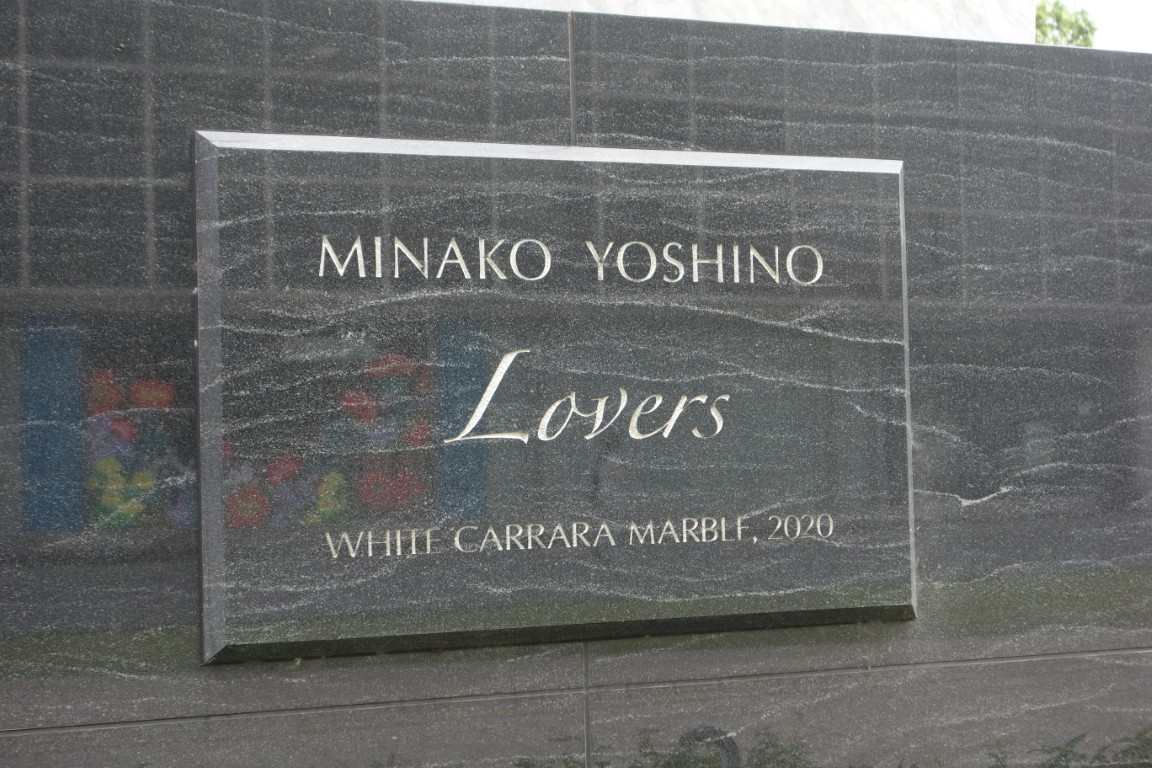 MINAKO YOSHINO
Lovers
WHITE CARRARA MARBLE, 2020